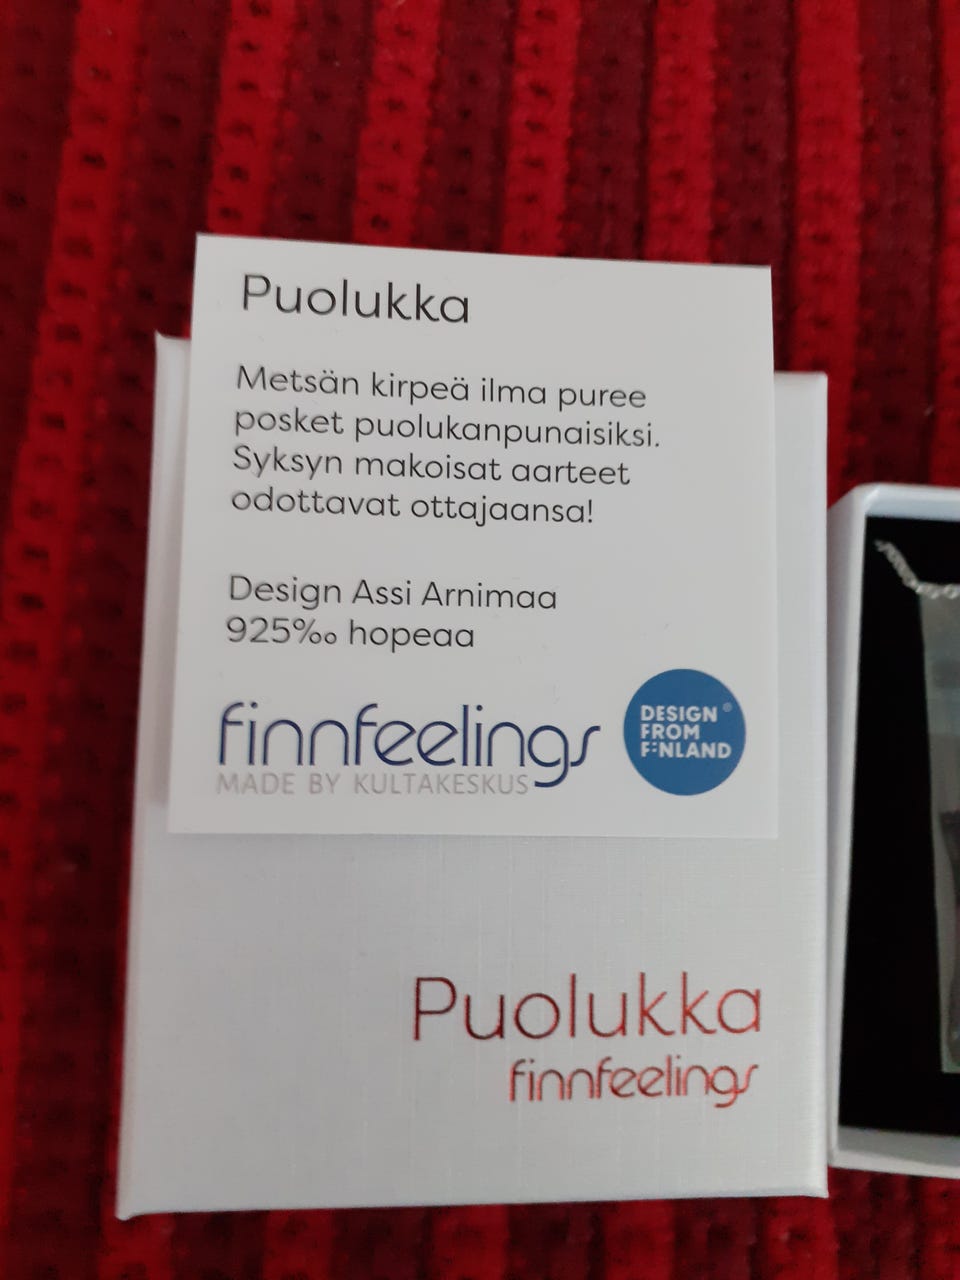 Puolukka
Metsän kirpeä ilma puree
posket puolukanpunaisiksi.
Syksyn makoisat aarteet
odottavat ottajaansa!
Design Assi Arnimaa
925‰ hopeaa
finnfeelings
MADE BY KULTAKESKUS
DESIGN ®
FROM
FINLAND
Puolukka
finnfeelings